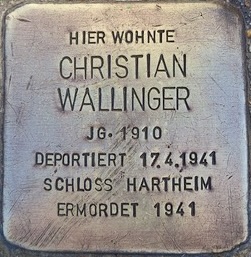 HIER WOHNTE
CHRISTIAN
WALLINGER
JG. 1910
DEPORTIERT 17.4.1941
SCHLOSS HARTHEIM
ERMORDET 1941